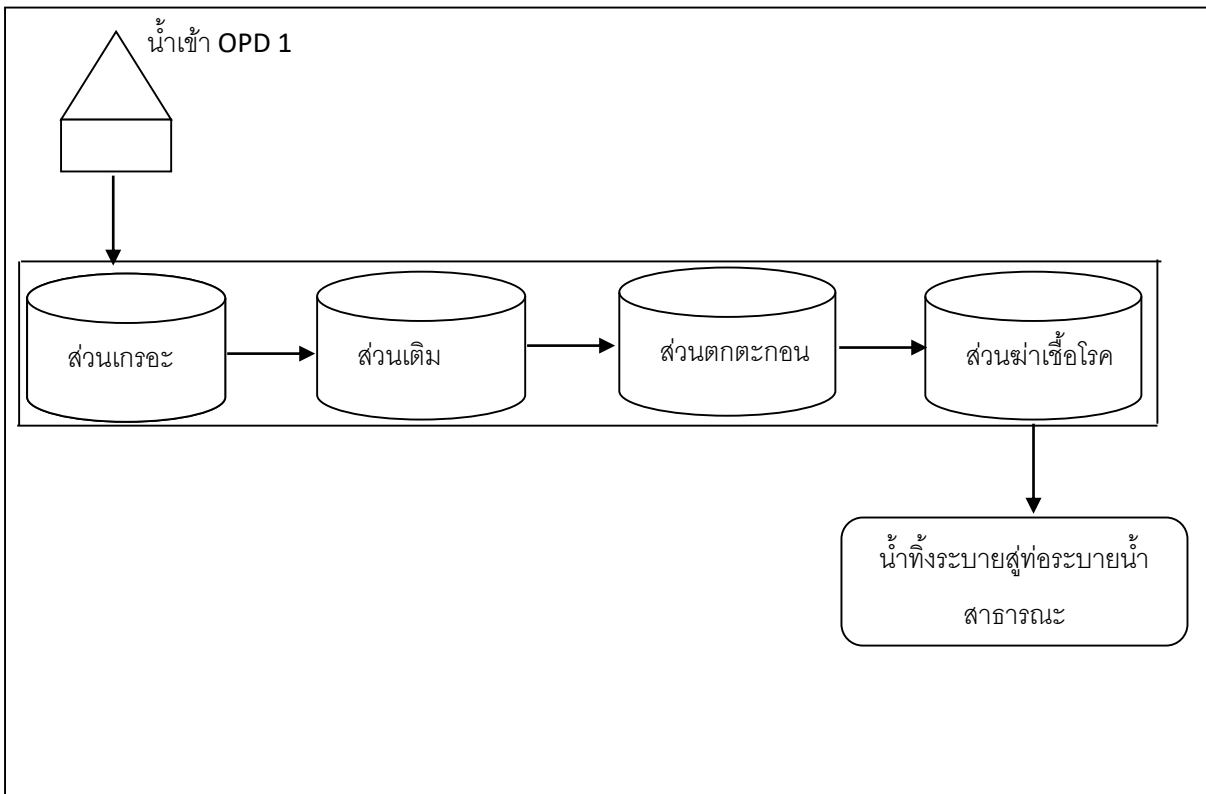 น้ำเข้า OPD 1
ส่วนเกรอะ
ส่วนเติม
ส่วนตกตะกอน
ส่วนฆ่าเชื้อโรค
น้ำทิ้งระบายสู่ท่อระบายน้ำ
สาธารณะ